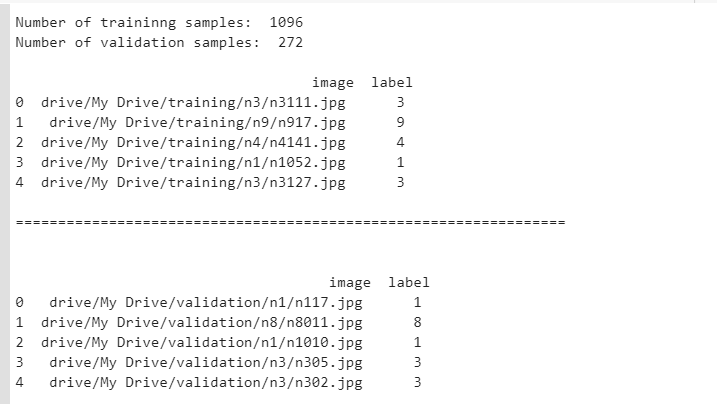 Number of traininng samples:  1096
Number of validation samples:  272
image  label
0  drive/My Drive/training/n3/n3111.jpg      3
1   drive/My Drive/training/n9/n917.jpg      9
2  drive/My Drive/training/n4/n4141.jpg      4
3  drive/My Drive/training/n1/n1052.jpg      1
4  drive/My Drive/training/n3/n3127.jpg      3
==================================================================
image  label
0   drive/My Drive/validation/n1/n117.jpg      1
1  drive/My Drive/validation/n8/n8011.jpg      8
2  drive/My Drive/validation/n1/n1010.jpg      1
3   drive/My Drive/validation/n3/n305.jpg      3
4   drive/My Drive/validation/n3/n302.jpg      3